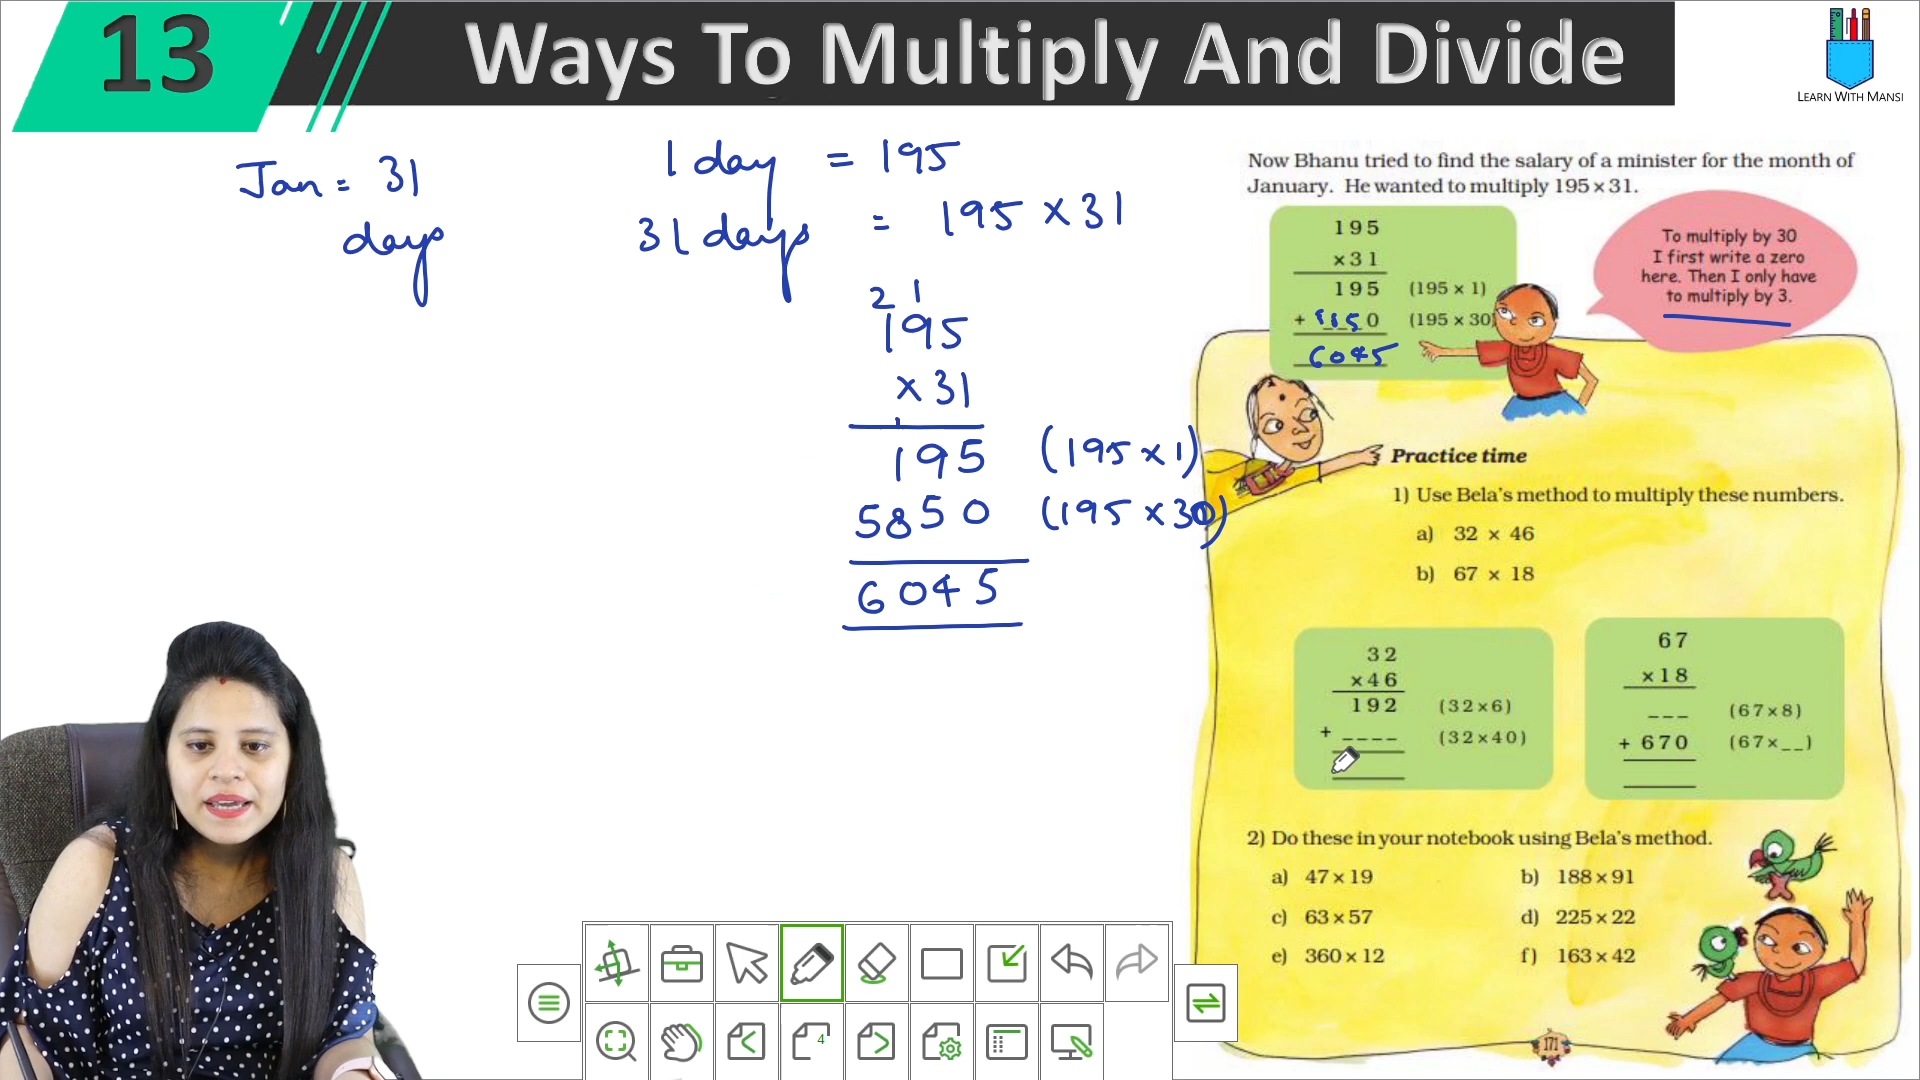 13
Ways To Multiply And Divide
LEARN WITH MANSI
Jan = 31
days
1 day = 195
31 days = 195 × 31
2 1
195
× 31
1
195 (195 × 1)
5850 (195 × 30)
6045
Now Bhanu tried to find the salary of a minister for the month of
January. He wanted to multiply 195 × 31.
195
×31
195 (195 × 1)
0 (195 × 30)
6045
To multiply by 30
I first write a zero
here. Then I only have
to multiply by 3.
Practice time
1) Use Bela's method to multiply these numbers.
a) 32 × 46
b) 67 × 18
32
×46
192 (32×6)
+ _ _ _ _ (32×40)
67
×18
_ _ _ (67×8)
+ 670 (67×_ _)
2) Do these in your notebook using Bela's method.
a) 47 × 19 b) 188 × 91
c) 63 × 57 d) 225 × 22
e) 360 × 12 f) 163 × 42
4
171